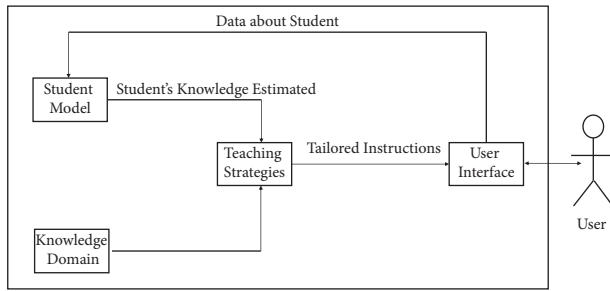 Data about Student
Student
Model
Student's Knowledge Estimated
Teaching
Strategies
Tailored Instructions
User
Interface
User
Knowledge
Domain